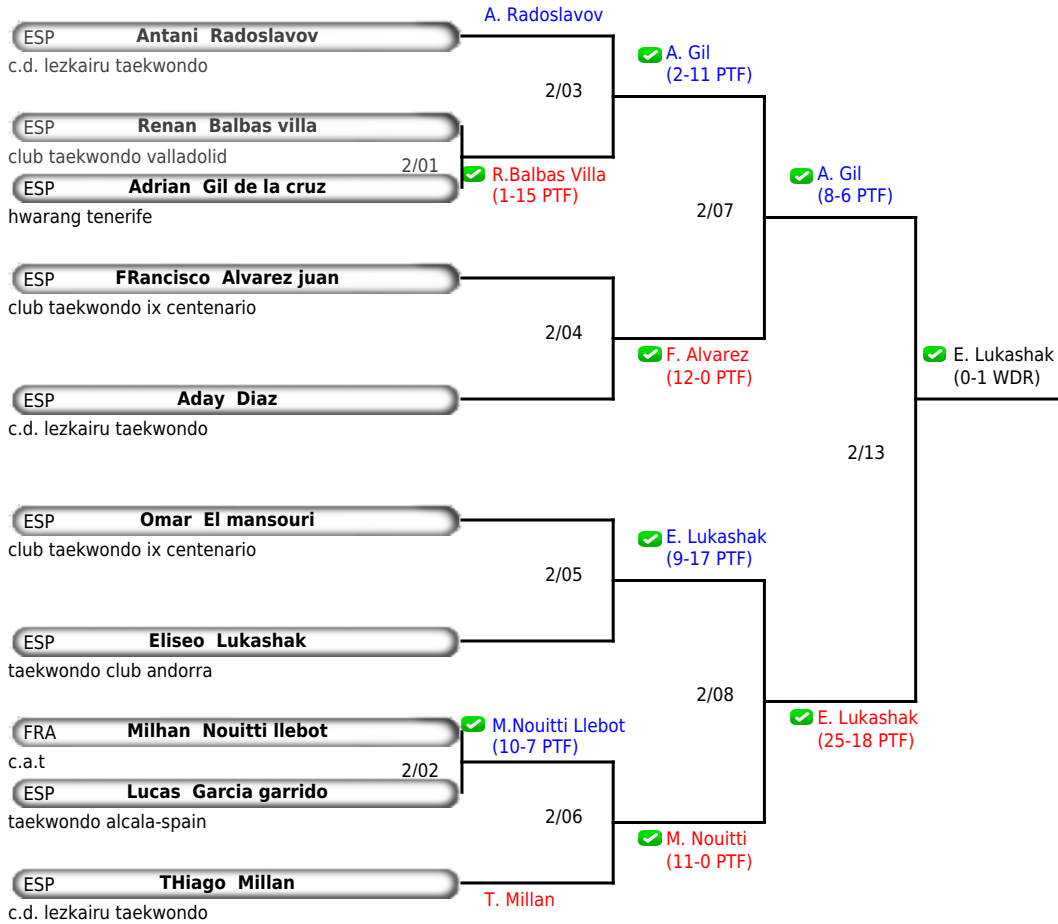 A. Radoslavov
ESP Antani Radoslavov
c.d. lezkairu taekwondo
A. Gil
(2-11 PTF)
2/03
ESP Renan Balbas villa
club taekwondo valladolid
2/01
R.Balbas Villa
(1-15 PTF)
ESP Adrian Gil de la cruz
hwarang tenerife
A. Gil
(8-6 PTF)
2/07
ESP FRancisco Alvarez juan
club taekwondo ix centenario
2/04
F. Alvarez
(12-0 PTF)
E. Lukashak
(0-1 WDR)
ESP Aday Diaz
c.d. lezkairu taekwondo
2/13
ESP Omar El mansouri
club taekwondo ix centenario
E. Lukashak
(9-17 PTF)
2/05
ESP Eliseo Lukashak
taekwondo club andorra
2/08
E. Lukashak
(25-18 PTF)
FRA Milhan Nouitti llebot
c.a.t
M.Nouitti Llebot
(10-7 PTF)
2/02
ESP Lucas Garcia garrido
taekwondo alcala-spain
2/06
M. Nouitti
(11-0 PTF)
ESP THiago Millan
c.d. lezkairu taekwondo
T. Millan